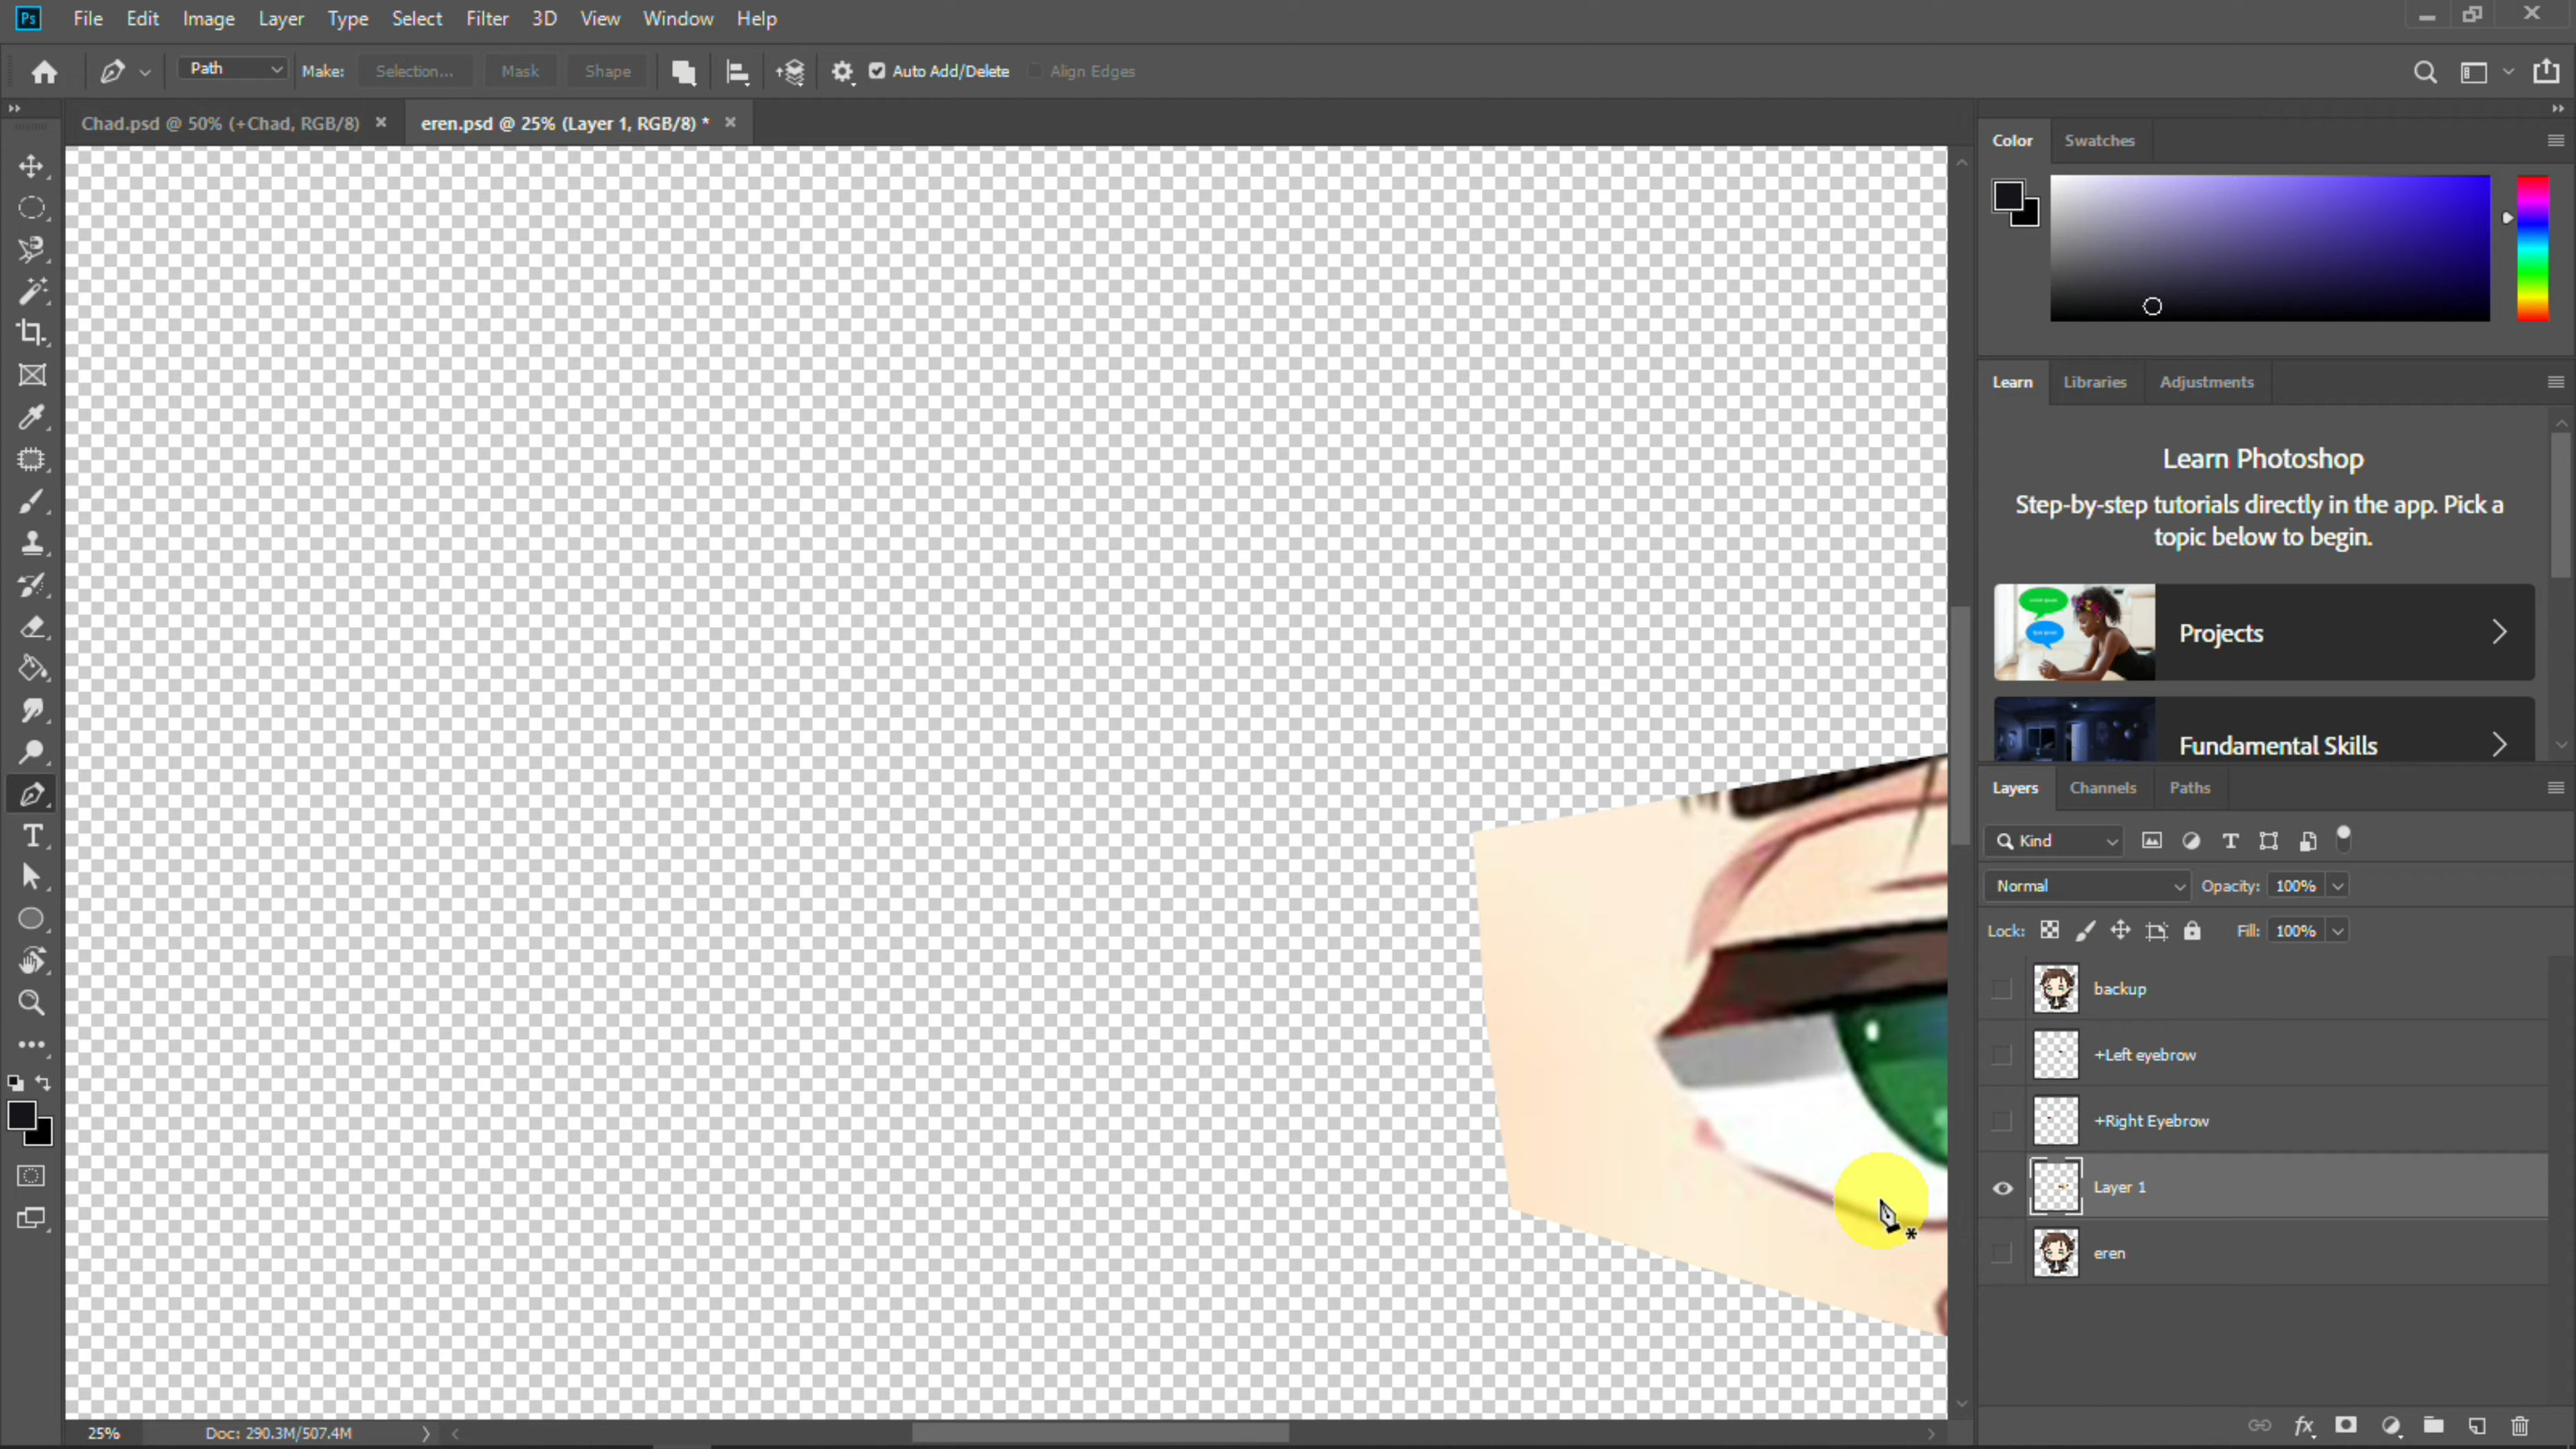 Ps File Edit Image Layer Type Select Filter 3D View Window Help
Path Make: Selection... Mask Shape Auto Add/Delete Align Edges
Chad.psd @ 50% (+Chad, RGB/8) × eren.psd @ 25% (Layer 1, RGB/8) * ×
Color Swatches
Learn Libraries Adjustments
Learn Photoshop
Step-by-step tutorials directly in the app. Pick a
topic below to begin.
Projects
Fundamental Skills
Layers Channels Paths
Kind
Normal Opacity: 100%
Lock: Fill: 100%
backup
+Left eyebrow
+Right Eyebrow
Layer 1
eren
25% Doc: 290.3M/507.4M